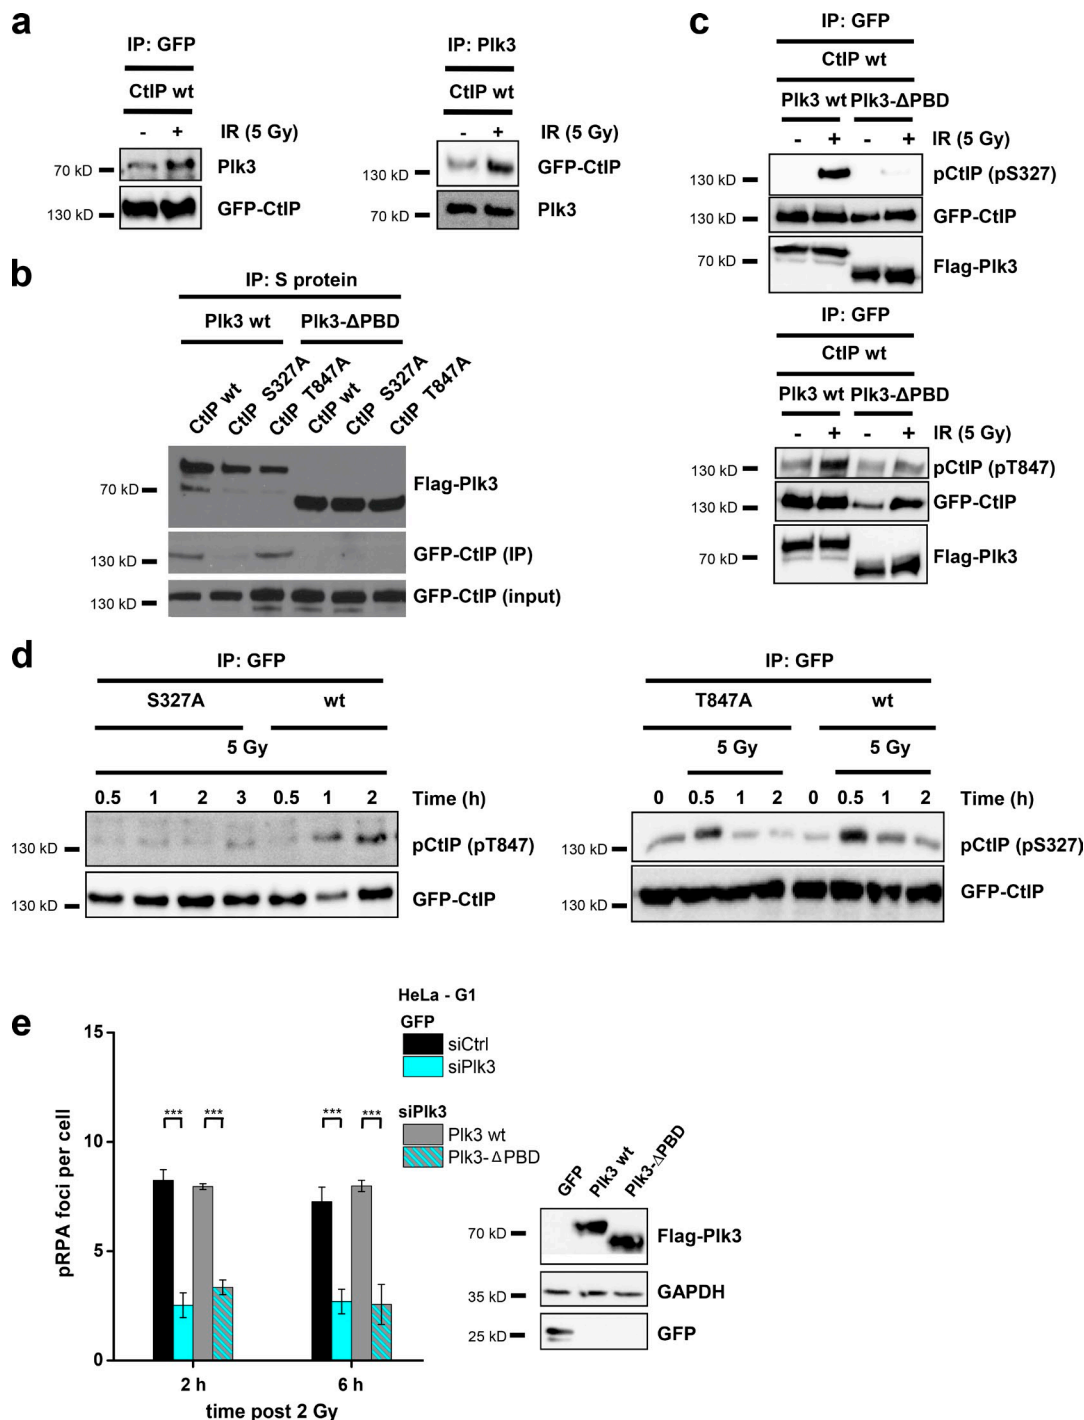 a
IP: GFP
CtIP wt
- + IR (5 Gy)
70 kD Plk3
130 kD GFP-CtIP
IP: Plk3
CtIP wt
- + IR (5 Gy)
130 kD GFP-CtIP
70 kD Plk3
b
IP: S protein
Plk3 wt Plk3-ΔPBD
CtIP wt
CtIP S327A
CtIP T847A
CtIP wt
CtIP S327A
CtIP T847A
70 kD Flag-Plk3
130 kD GFP-CtIP (IP)
130 kD GFP-CtIP (input)
c
IP: GFP
CtIP wt
Plk3 wt Plk3-ΔPBD
- + - + IR (5 Gy)
130 kD pCtIP (pS327)
130 kD GFP-CtIP
70 kD Flag-Plk3
IP: GFP
CtIP wt
Plk3 wt Plk3-ΔPBD
- + - + IR (5 Gy)
130 kD pCtIP (pT847)
130 kD GFP-CtIP
70 kD Flag-Plk3
d
IP: GFP
S327A wt
5 Gy
0.5 1 2 3 0.5 1 2 Time (h)
130 kD pCtIP (pT847)
130 kD GFP-CtIP
IP: GFP
T847A wt
5 Gy 5 Gy
0 0.5 1 2 0 0.5 1 2 Time (h)
130 kD pCtIP (pS327)
130 kD GFP-CtIP
e
HeLa - G1
GFP
siCtrl
siPlk3
siPlk3
Plk3 wt
Plk3-ΔPBD
pRPA foci per cell
15
10
5
0
*** *** *** ***
2 h 6 h
time post 2 Gy
GFP
Plk3 wt
Plk3-ΔPBD
70 kD Flag-Plk3
35 kD GAPDH
25 kD GFP